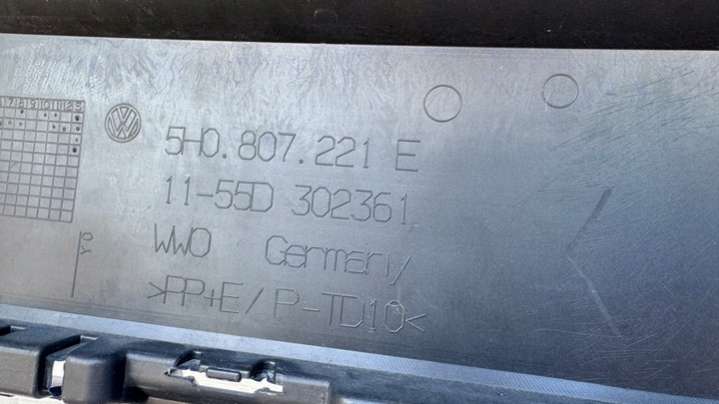 5H0.807.221 E
11-55D 302361
WWO Germany
>PP+E/P-TD10<